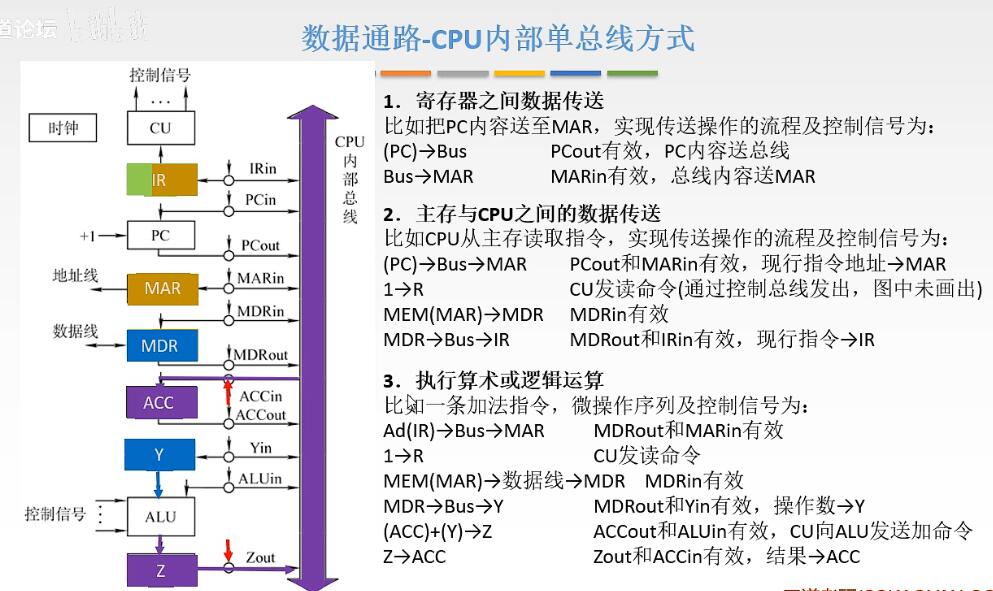 道论坛
数据通路-CPU内部单总线方式
控制信号
···
时钟
CU
IR
IRin
PCin
+1
PC
PCout
地址线
MAR
MARin
MDRin
数据线
MDR
MDRout
ACC
ACCin
ACCout
Y
Yin
ALUin
控制信号
ALU
Z
Zout
CPU
内
部
总
线
1. 寄存器之间数据传送
比如把PC内容送至MAR，实现传送操作的流程及控制信号为：
(PC)→Bus PCout有效，PC内容送总线
Bus→MAR MARin有效，总线内容送MAR
2. 主存与CPU之间的数据传送
比如CPU从主存读取指令，实现传送操作的流程及控制信号为：
(PC)→Bus→MAR PCout和MARin有效，现行指令地址→MAR
1→R CU发读命令(通过控制总线发出，图中未画出)
MEM(MAR)→MDR MDRin有效
MDR→Bus→IR MDRout和IRin有效，现行指令→IR
3. 执行算术或逻辑运算
比如一条加法指令，微操作序列及控制信号为：
Ad(IR)→Bus→MAR MDRout和MARin有效
1→R CU发读命令
MEM(MAR)→数据线→MDR MDRin有效
MDR→Bus→Y MDRout和Yin有效，操作数→Y
(ACC)+(Y)→Z ACCout和ALUin有效，CU向ALU发送加命令
Z→ACC Zout和ACCin有效，结果→ACC